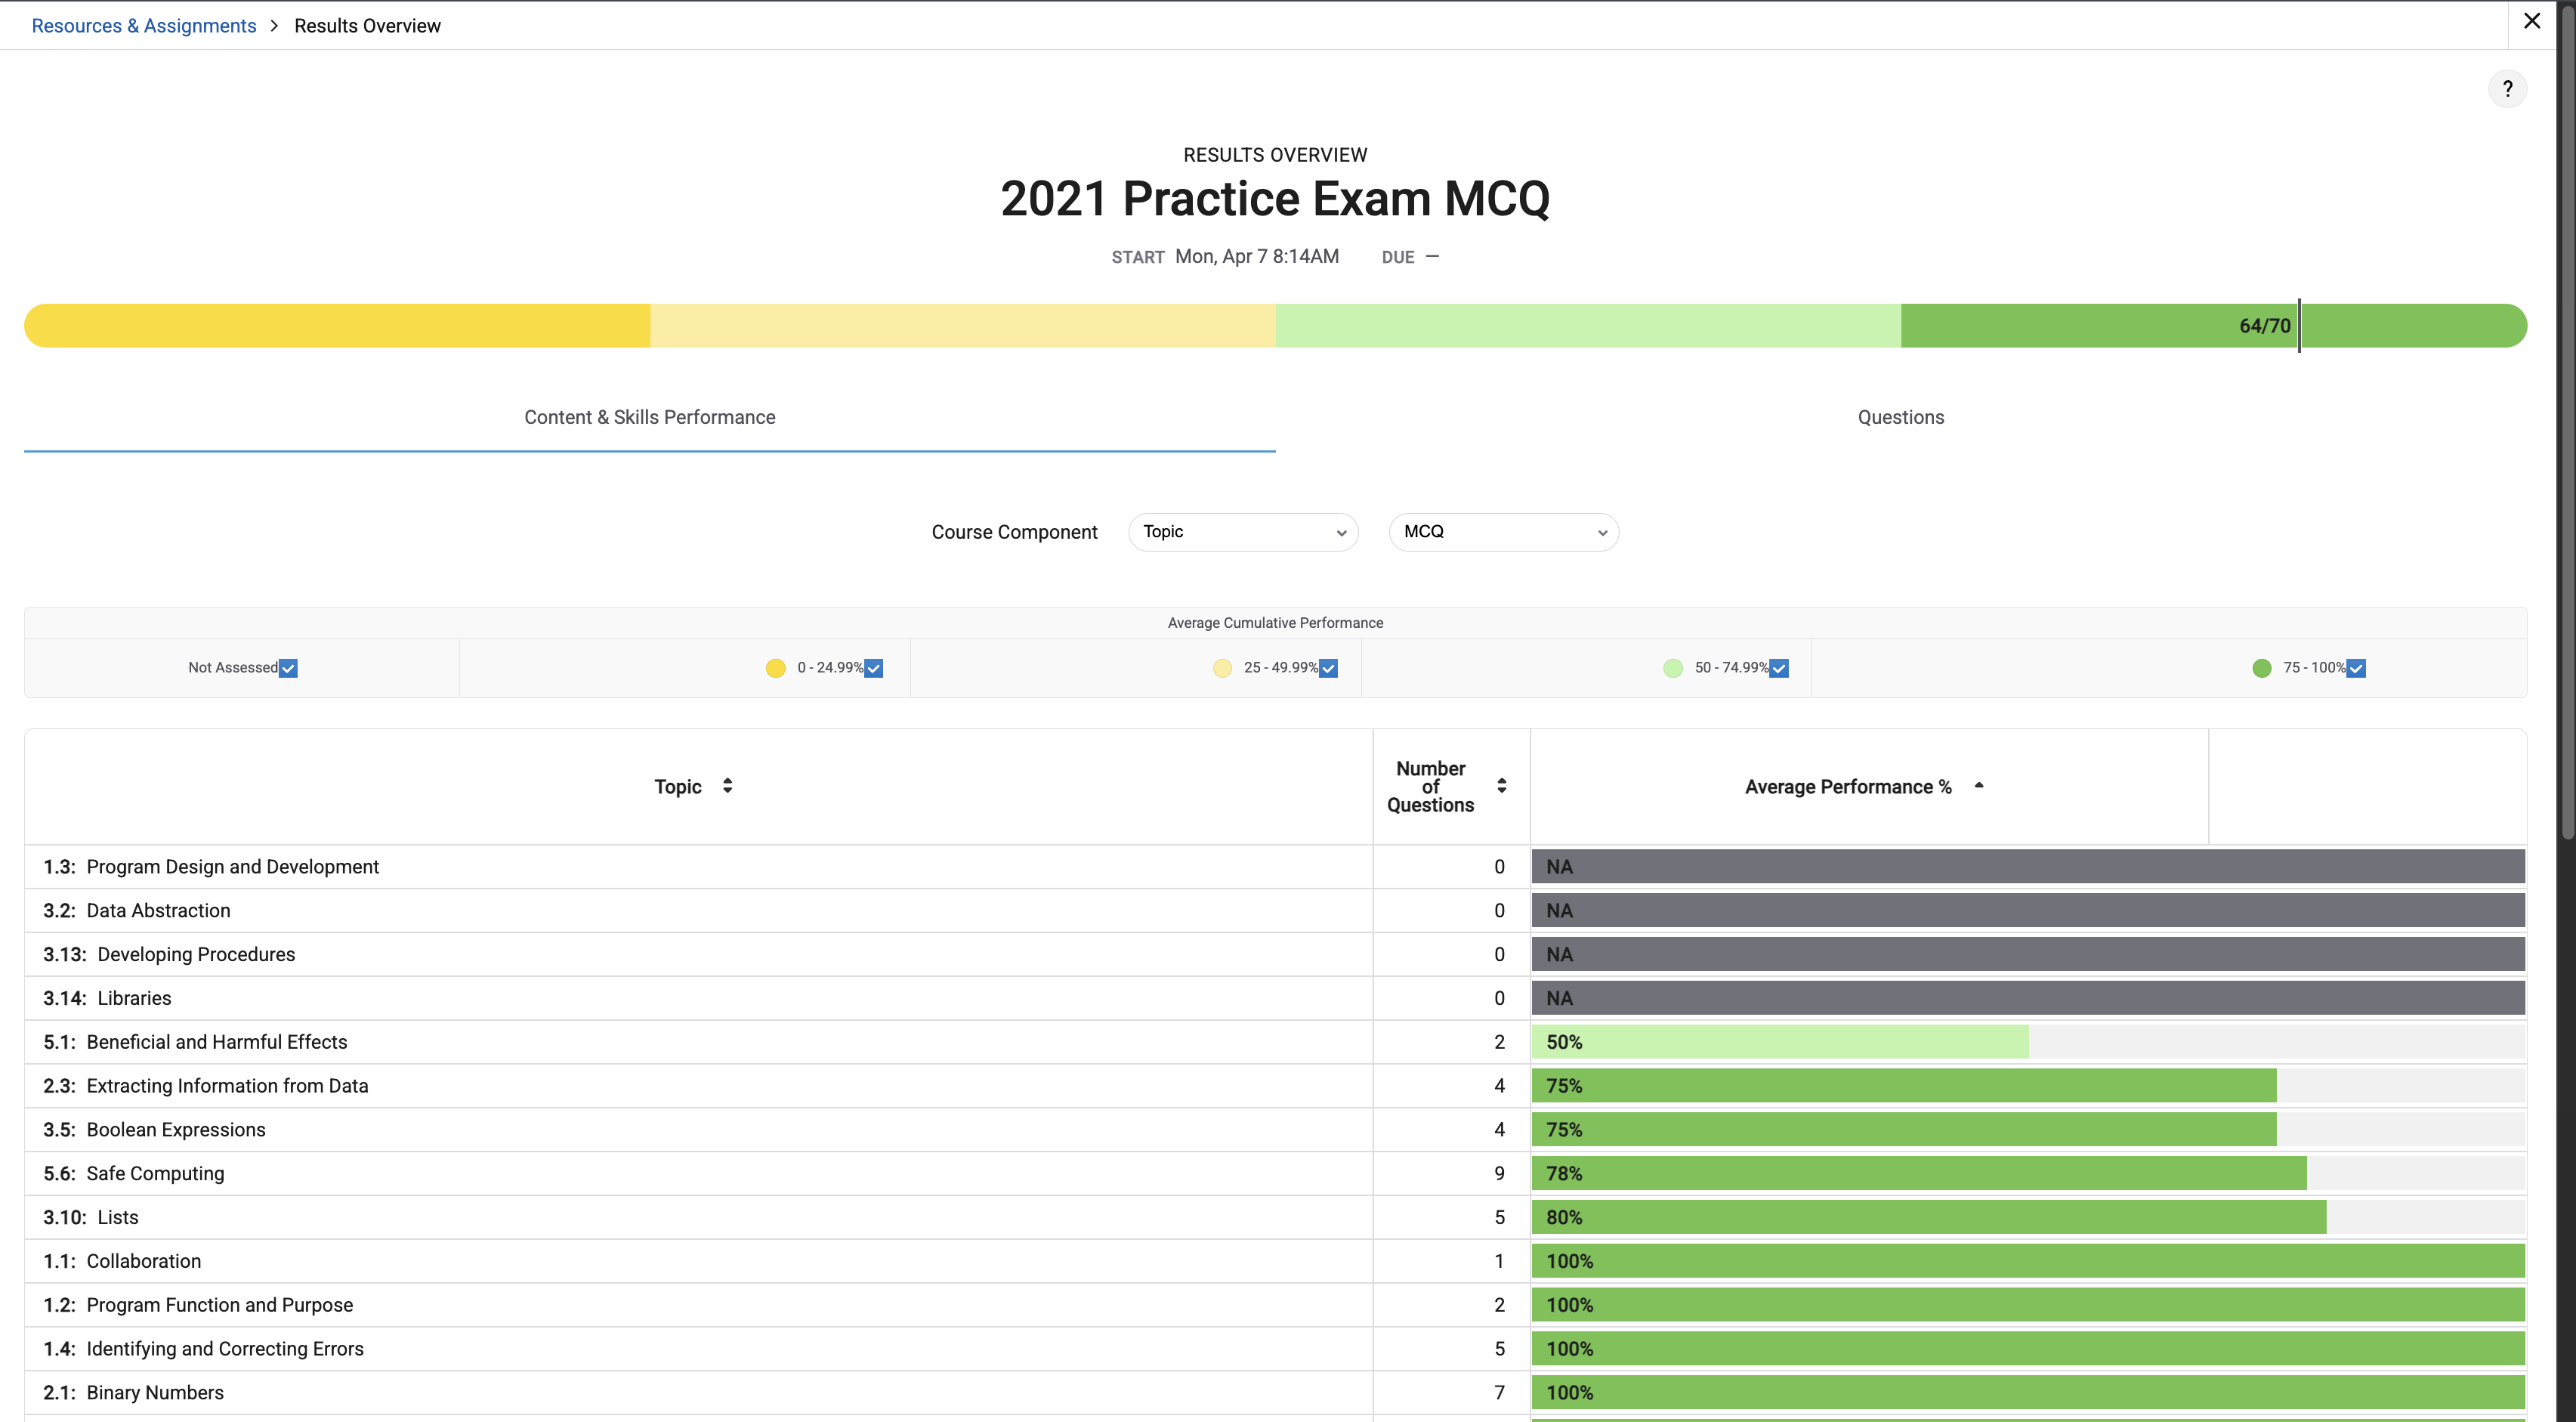 Resources & Assignments > Results Overview
?
RESULTS OVERVIEW
2021 Practice Exam MCQ
START Mon, Apr 7 8:14AM DUE —
64/70
Content & Skills Performance Questions
Course Component Topic MCQ
Average Cumulative Performance
Not Assessed 0 - 24.99% 25 - 49.99% 50 - 74.99% 75 - 100%
Topic Number of Questions Average Performance %
1.3: Program Design and Development 0 NA
3.2: Data Abstraction 0 NA
3.13: Developing Procedures 0 NA
3.14: Libraries 0 NA
5.1: Beneficial and Harmful Effects 2 50%
2.3: Extracting Information from Data 4 75%
3.5: Boolean Expressions 4 75%
5.6: Safe Computing 9 78%
3.10: Lists 5 80%
1.1: Collaboration 1 100%
1.2: Program Function and Purpose 2 100%
1.4: Identifying and Correcting Errors 5 100%
2.1: Binary Numbers 7 100%